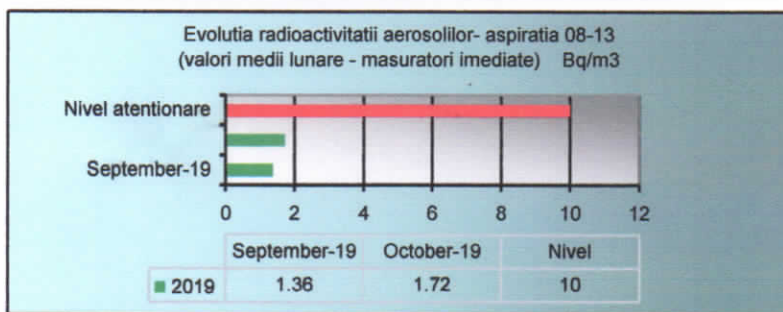 Evolutia radioactivitatii aerosolilor- aspiratia 08-13
(valori medii lunare - masuratori imediate) Bq/m3
Nivel atentionare
September-19
0 2 4 6 8 10 12
September-19 October-19 Nivel
2019 1.36 1.72 10